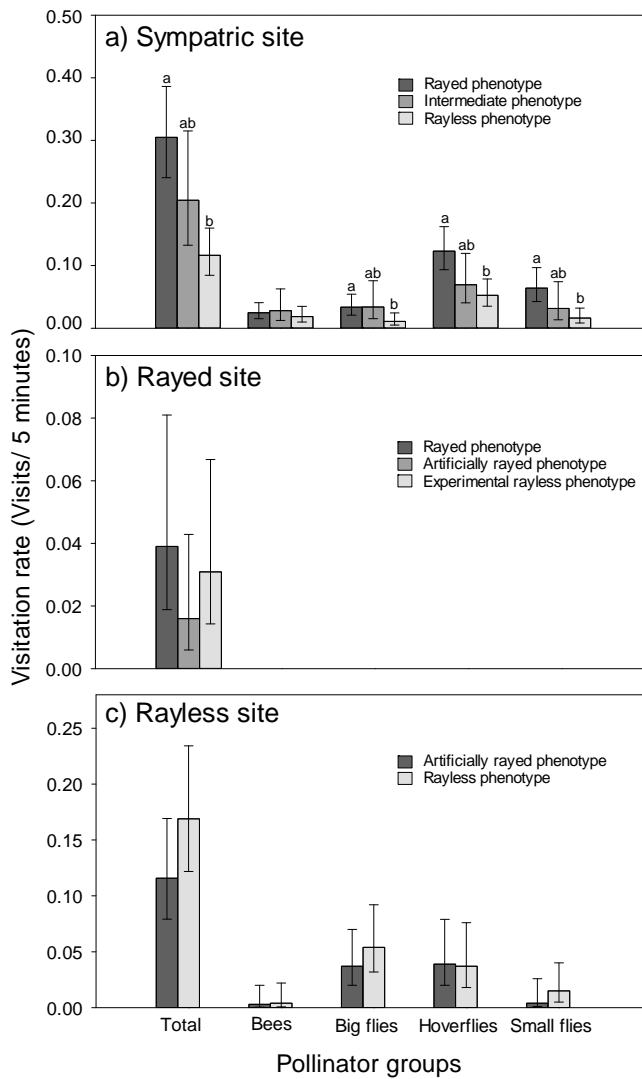 0.50
a) Sympatric site
Rayed phenotype
Intermediate phenotype
Rayless phenotype
0.40
0.30
0.20
0.10
0.00
a
ab
b
a
ab
b
a
ab
b
a
ab
b
0.10
b) Rayed site
Rayed phenotype
Artificially rayed phenotype
Experimental rayless phenotype
0.08
0.06
0.04
0.02
0.00
Visitation rate (Visits/ 5 minutes)
c) Rayless site
Artificially rayed phenotype
Rayless phenotype
0.25
0.20
0.15
0.10
0.05
0.00
Total Bees Big flies Hoverflies Small flies
Pollinator groups